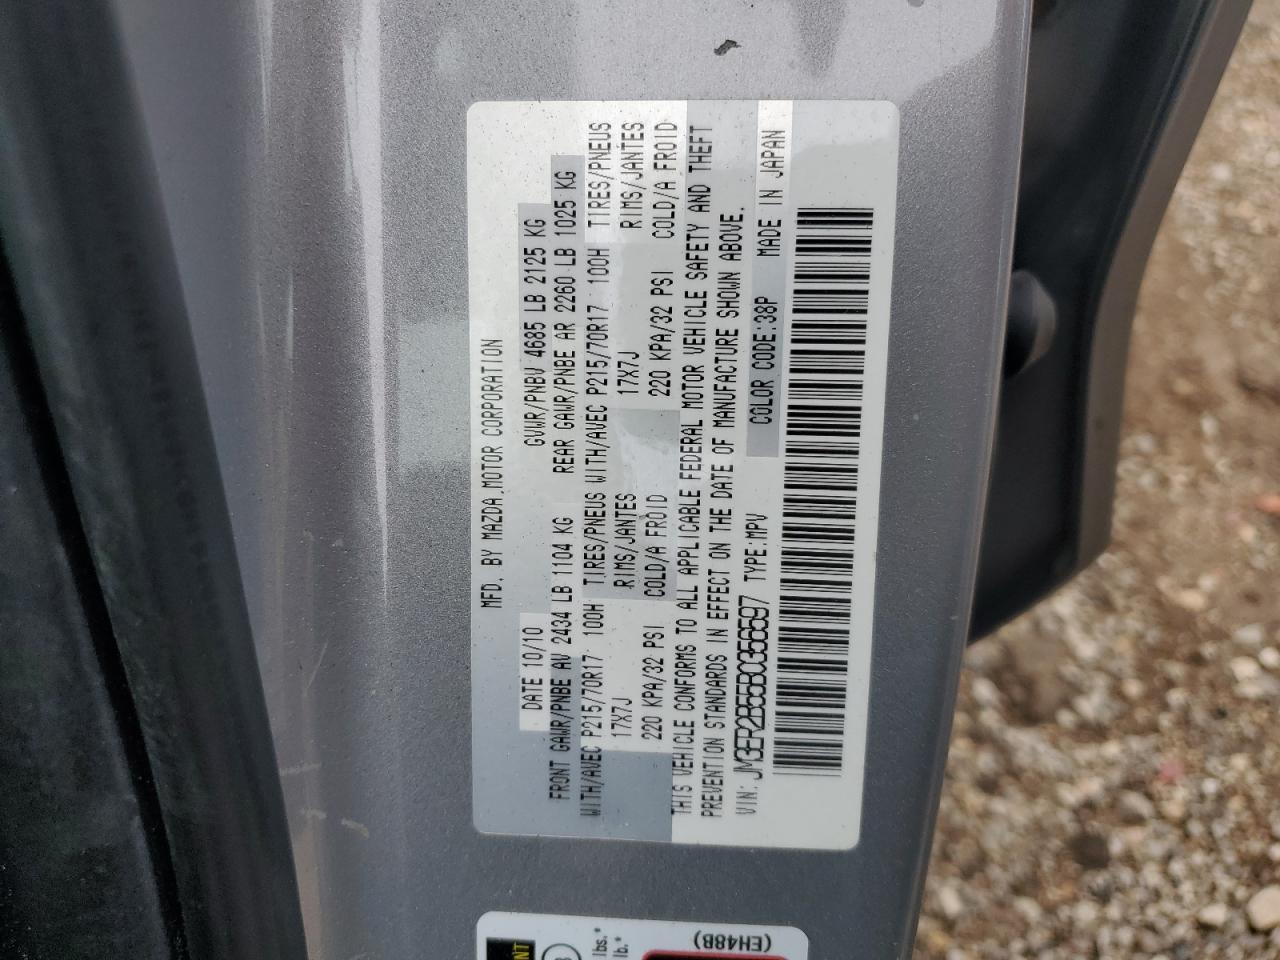 MFD. BY MAZDA MOTOR CORPORATION
DATE 10/10 GVWR/PNBV 4685 LB 2125 KG
FRONT GAWR/PNBE AV 2434 LB 1104 KG REAR GAWR/PNBE AR 2260 LB 1025 KG
WITH/AVEC P215/70R17 100H TIRES/PNEUS WITH/AVEC P215/70R17 100H TIRES/PNEUS
17X7J RIMS/JANTES 17X7J RIMS/JANTES
220 KPA/32 PSI COLD/A FROID 220 KPA/32 PSI COLD/A FROID
THIS VEHICLE CONFORMS TO ALL APPLICABLE FEDERAL MOTOR VEHICLE SAFETY AND THEFT
PREVENTION STANDARDS IN EFFECT ON THE DATE OF MANUFACTURE SHOWN ABOVE.
VIN: TYPE:MPV COLOR CODE:38P MADE IN JAPAN
(EH48B)
lbs.*
lb.*